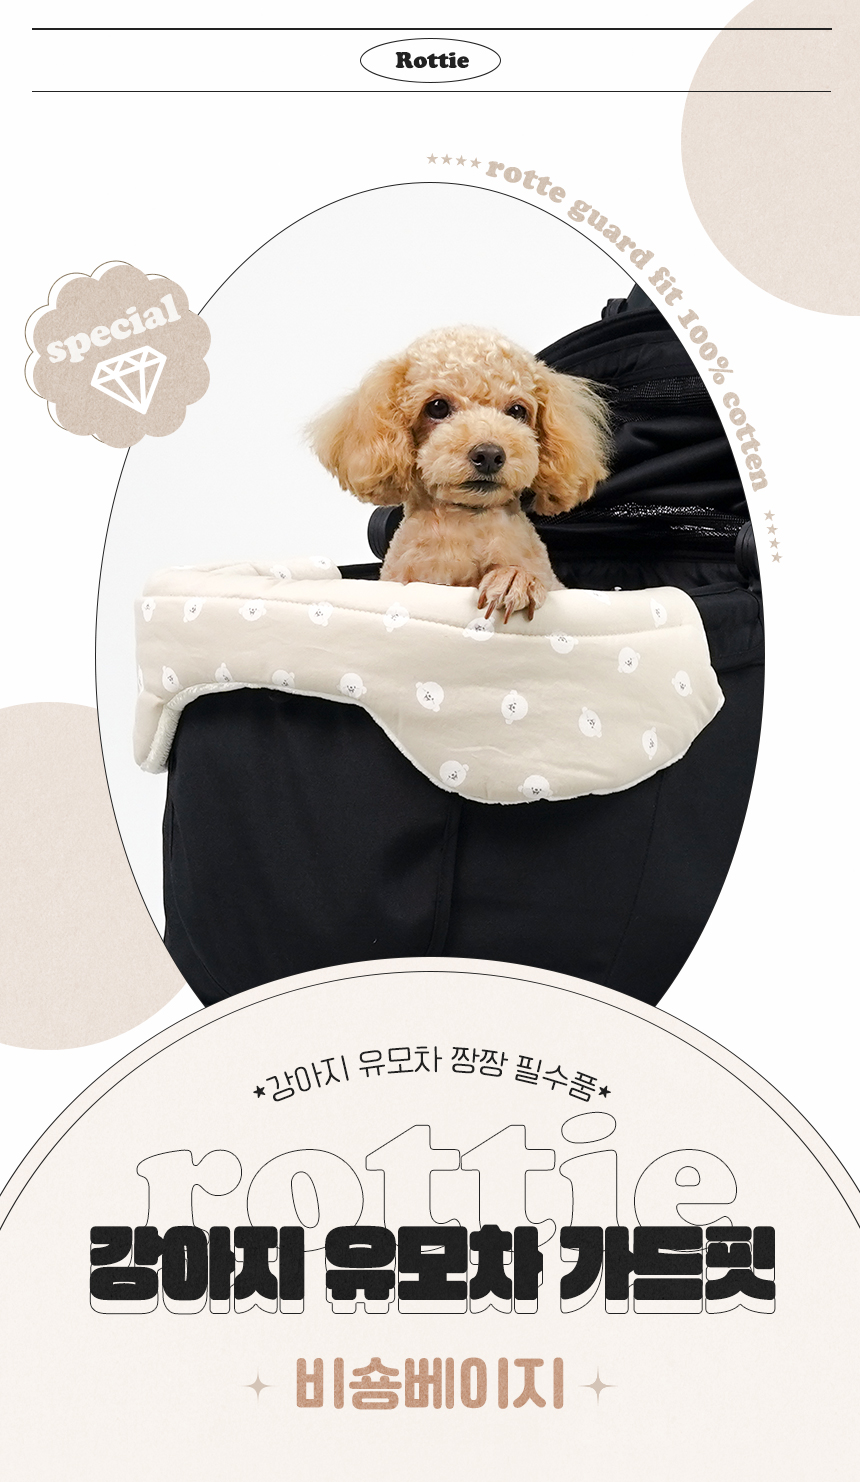 Rottie
★★★★ rotte guard fit 100% cotten ★★★★
special
★강아지 유모차 짱짱 필수품★
rottie
강아지 유모차 가드핏
비숑베이지